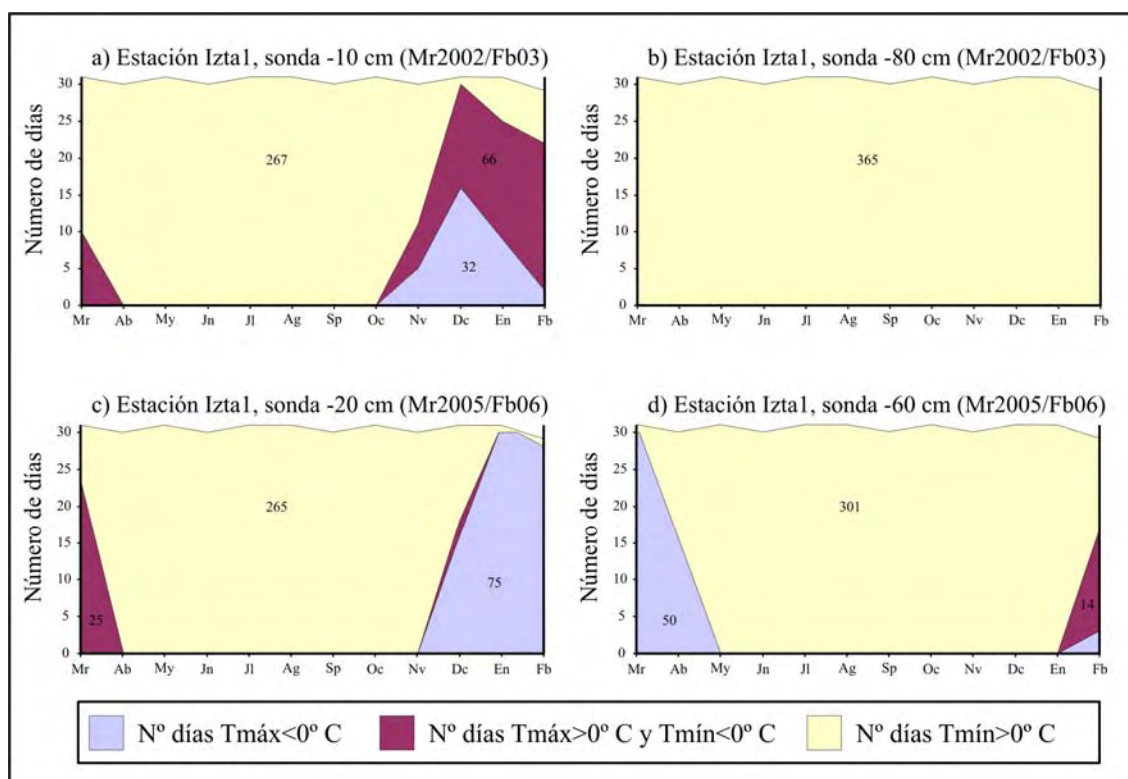 a) Estación Izta1, sonda -10 cm (Mr2002/Fb03)
Número de días
30
25
20
15
10
5
0
267
66
32
Mr Ab My Jn Jl Ag Sp Oc Nv Dc En Fb
b) Estación Izta1, sonda -80 cm (Mr2002/Fb03)
Número de días
30
25
20
15
10
5
0
365
Mr Ab My Jn Jl Ag Sp Oc Nv Dc En Fb
c) Estación Izta1, sonda -20 cm (Mr2005/Fb06)
Número de días
30
25
20
15
10
5
0
265
75
25
Mr Ab My Jn Jl Ag Sp Oc Nv Dc En Fb
d) Estación Izta1, sonda -60 cm (Mr2005/Fb06)
Número de días
30
25
20
15
10
5
0
301
14
50
Mr Ab My Jn Jl Ag Sp Oc Nv Dc En Fb
Nº días Tmáx<0º C
Nº días Tmáx>0º C y Tmín<0º C
Nº días Tmín>0º C